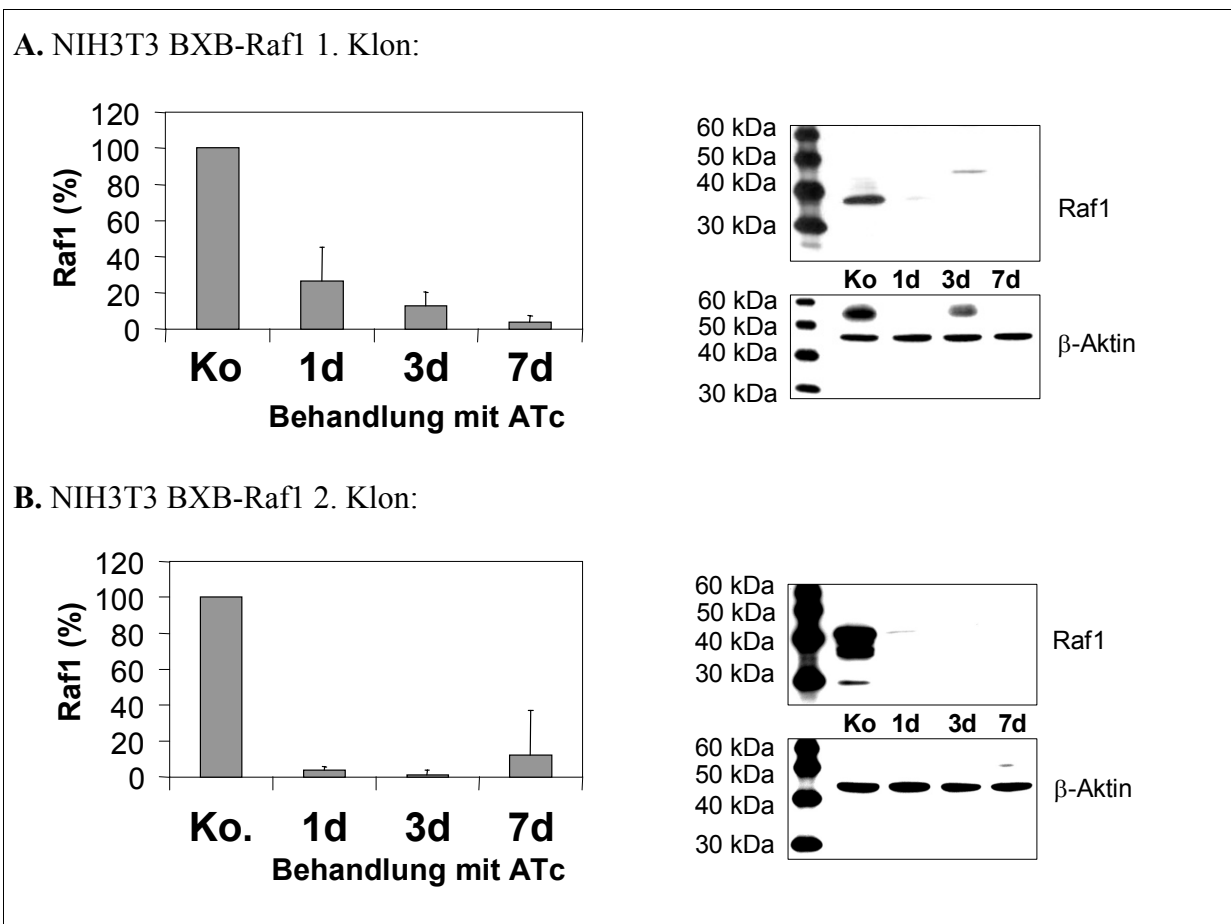 A. NIH3T3 BXB-Raf1 1. Klon:
120
100
80
60
40
20
0
Raf1 (%)
Ko 1d 3d 7d
Behandlung mit ATc
60 kDa
50 kDa
40 kDa
30 kDa
Raf1
Ko 1d 3d 7d
60 kDa
50 kDa
40 kDa
30 kDa
β-Aktin
B. NIH3T3 BXB-Raf1 2. Klon:
120
100
80
60
40
20
0
Raf1 (%)
Ko. 1d 3d 7d
Behandlung mit ATc
60 kDa
50 kDa
40 kDa
30 kDa
Raf1
Ko 1d 3d 7d
60 kDa
50 kDa
40 kDa
30 kDa
β-Aktin